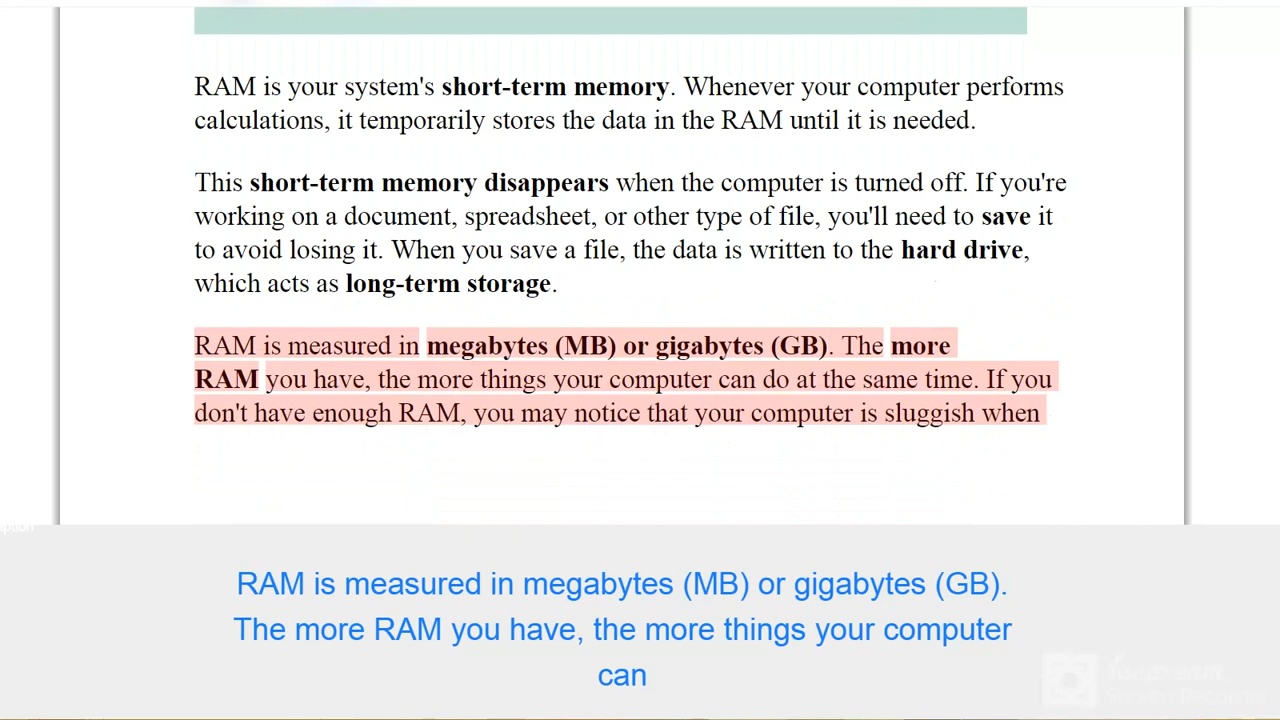 RAM is your system's short-term memory. Whenever your computer performs
calculations, it temporarily stores the data in the RAM until it is needed.
This short-term memory disappears when the computer is turned off. If you're
working on a document, spreadsheet, or other type of file, you'll need to save it
to avoid losing it. When you save a file, the data is written to the hard drive,
which acts as long-term storage.
RAM is measured in megabytes (MB) or gigabytes (GB). The more
RAM you have, the more things your computer can do at the same time. If you
don't have enough RAM, you may notice that your computer is sluggish when
RAM is measured in megabytes (MB) or gigabytes (GB).
The more RAM you have, the more things your computer
can